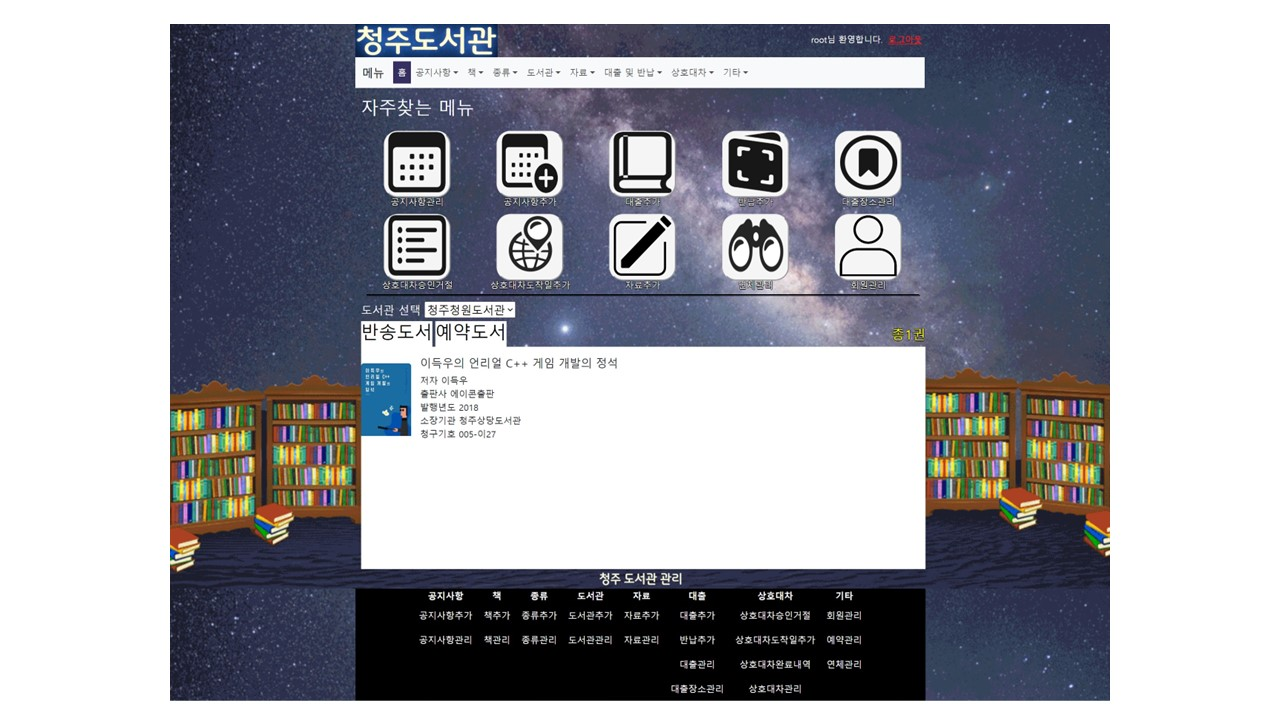 청주도서관
root님 환영합니다. 로그아웃
메뉴 홈 공지사항 책 종류 도서관 자료 대출 및 반납 상호대차 기타
자주찾는 메뉴
공지사항관리 공지사항추가 대출추가 반납추가 대출장소관리
상호대차승인거절 상호대차도착일추가 자료추가 연체관리 회원관리
도서관 선택 청주청원도서관
반송도서 예약도서 총1권
이득우의 언리얼 C++ 게임 개발의 정석
저자 이득우
출판사 에이콘출판
발행년도 2018
소장기관 청주상당도서관
청구기호 005-이27
이득우의
언리얼 C++
게임 개발의
정석
청주 도서관 관리
공지사항 책 종류 도서관 자료 대출 상호대차 기타
공지사항추가 책추가 종류추가 도서관추가 자료추가 대출추가 상호대차승인거절 회원관리
공지사항관리 책관리 종류관리 도서관관리 자료관리 반납추가 상호대차도착일추가 예약관리
대출관리 상호대차완료내역 연체관리
대출장소관리 상호대차관리